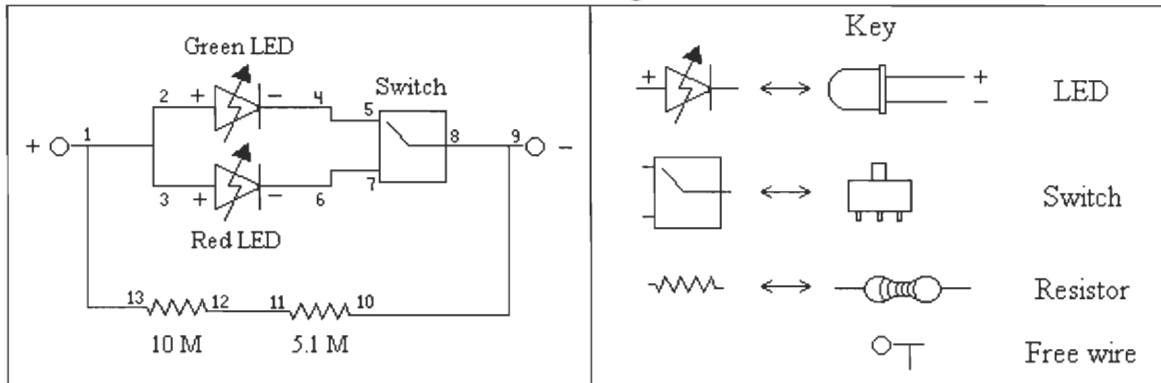 Green LED
2
+
−
4
Switch
5
+
1
8
9
−
7
3
+
−
6
Red LED
13
12
11
10
10 M
5.1 M
Key
+
+
−
LED
Switch
Resistor
Free wire